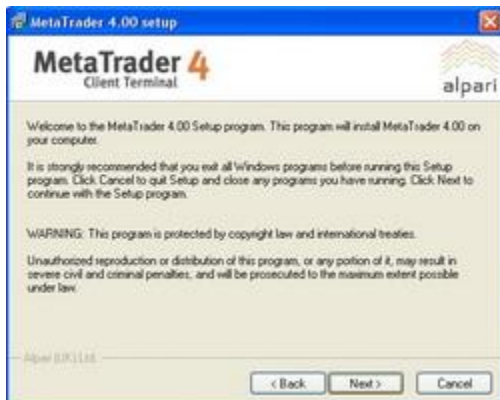 MetaTrader 4.00 setup
MetaTrader 4
Client Terminal
alpari
Welcome to the MetaTrader 4.00 Setup program. This program will install MetaTrader 4.00 on
your computer.
It is strongly recommended that you exit all Windows programs before running this Setup
program. Click Cancel to quit Setup and close any programs you have running. Click Next to
continue with the Setup program.
WARNING: This program is protected by copyright law and international treaties.
Unauthorized reproduction or distribution of this program, or any portion of it, may result in
severe civil and criminal penalties, and will be prosecuted to the maximum extent possible
under law.
Alpari (UK) Ltd.
< Back
Next >
Cancel